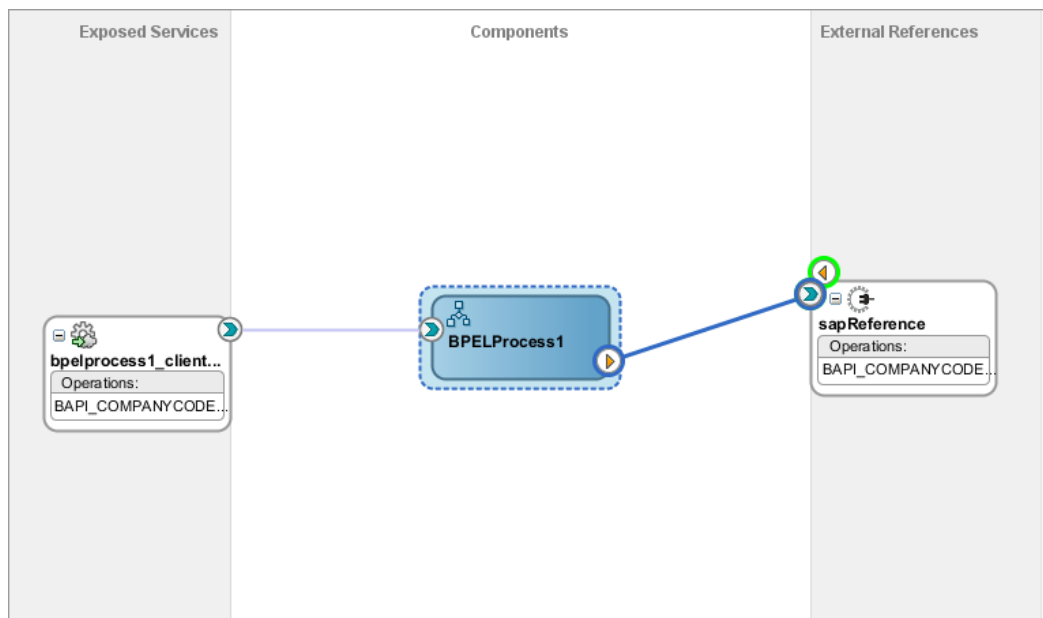 Exposed Services
Components
External References
bpelprocess1_client...
Operations:
BAPI_COMPANYCODE...
BPELProcess1
sapReference
Operations:
BAPI_COMPANYCODE...